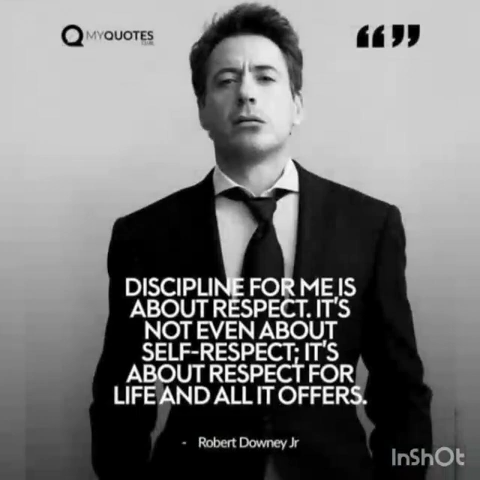 MYQUOTES
CLUB.
DISCIPLINE FOR ME IS
ABOUT RESPECT. IT'S
NOT EVEN ABOUT
SELF-RESPECT; IT'S
ABOUT RESPECT FOR
LIFE AND ALL IT OFFERS.
- Robert Downey Jr
InShOt